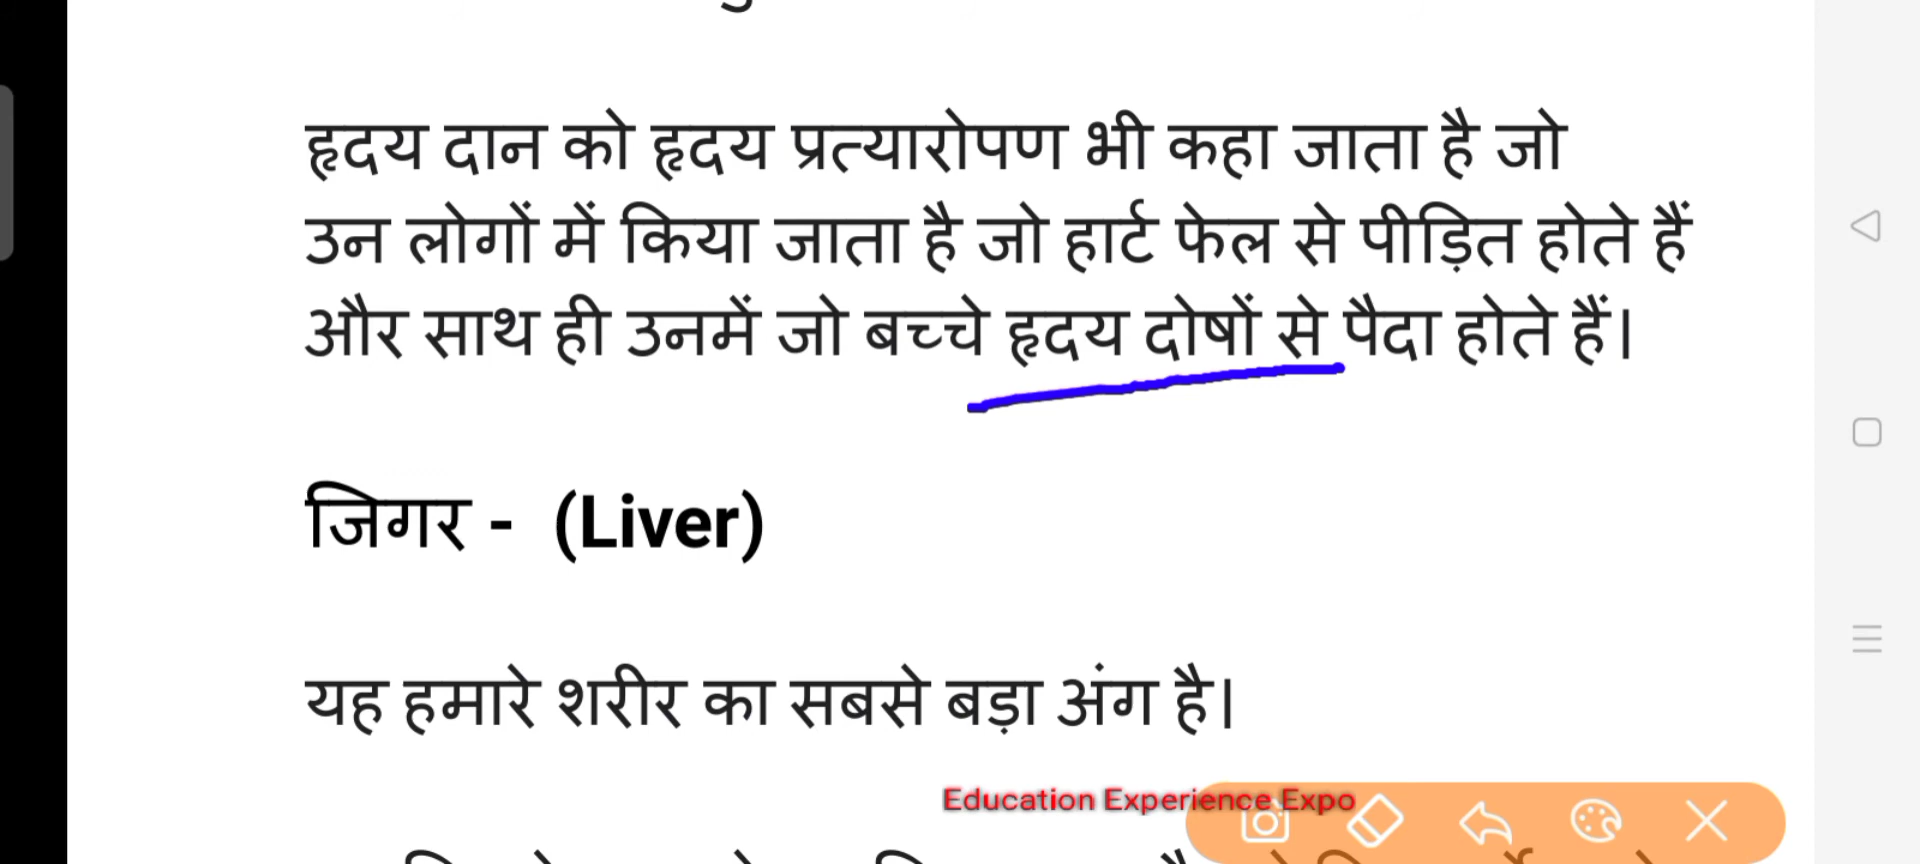 हृदय दान को हृदय प्रत्यारोपण भी कहा जाता है जो
उन लोगों में किया जाता है जो हार्ट फेल से पीड़ित होते हैं
और साथ ही उनमें जो बच्चे हृदय दोषों से पैदा होते हैं।
जिगर - (Liver)
यह हमारे शरीर का सबसे बड़ा अंग है।
Education Experience Expo